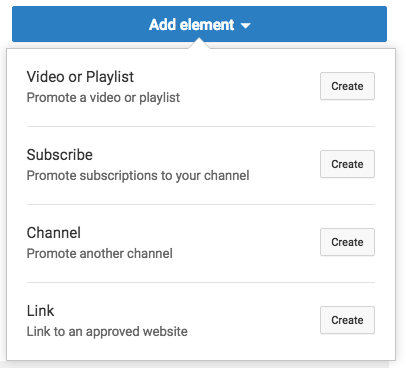 Add element
Video or Playlist
Promote a video or playlist
Create
Subscribe
Promote subscriptions to your channel
Create
Channel
Promote another channel
Create
Link
Link to an approved website
Create